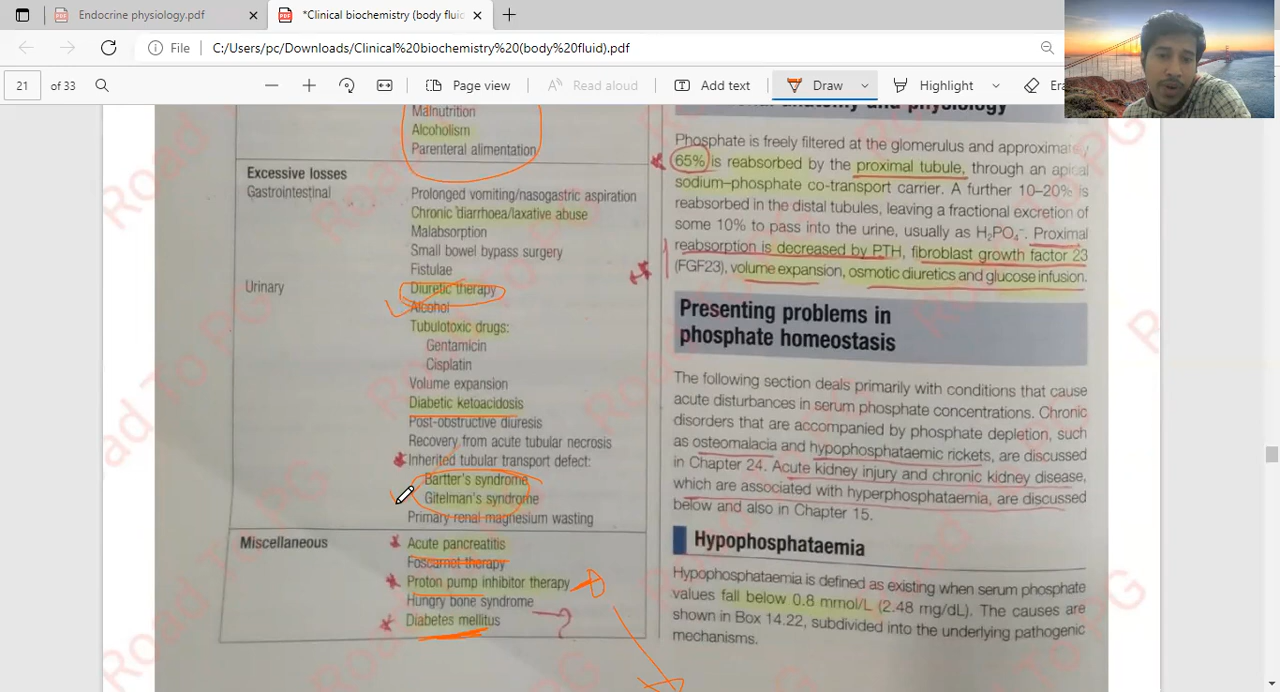 Endocrine physiology.pdf
*Clinical biochemistry (body flui
File
C:/Users/pc/Downloads/Clinical%20biochemistry%20(body%20fluid).pdf
21 of 33
Page view
Read aloud
Add text
Draw
Highlight
Malnutrition
Alcoholism
Parenteral alimentation
Excessive losses
Gastrointestinal
Prolonged vomiting/nasogastric aspiration
Chronic diarrhoea/laxative abuse
Malabsorption
Small bowel bypass surgery
Fistulae
Urinary
Diuretic therapy
Alcohol
Tubulotoxic drugs:
Gentamicin
Cisplatin
Volume expansion
Diabetic ketoacidosis
Post-obstructive diuresis
Recovery from acute tubular necrosis
Inherited tubular transport defect:
Bartter's syndrome
Gitelman's syndrome
Primary renal magnesium wasting
Miscellaneous
Acute pancreatitis
Foscarnet therapy
Proton pump inhibitor therapy
Hungry bone syndrome
?
Diabetes mellitus
anatomy and physiology
Phosphate is freely filtered at the glomerulus and approximately
65% is reabsorbed by the proximal tubule, through an apical
sodium–phosphate co-transport carrier. A further 10–20% is
reabsorbed in the distal tubules, leaving a fractional excretion of
some 10% to pass into the urine, usually as H₂PO₄⁻. Proximal
reabsorption is decreased by PTH, fibroblast growth factor 23
(FGF23), volume expansion, osmotic diuretics and glucose infusion.
Presenting problems in
phosphate homeostasis
The following section deals primarily with conditions that cause
acute disturbances in serum phosphate concentrations. Chronic
disorders that are accompanied by phosphate depletion, such
as osteomalacia and hypophosphataemic rickets, are discussed
in Chapter 24. Acute kidney injury and chronic kidney disease,
which are associated with hyperphosphataemia, are discussed
below and also in Chapter 15.
Hypophosphataemia
Hypophosphataemia is defined as existing when serum phosphate
values fall below 0.8 mmol/L (2.48 mg/dL). The causes are
shown in Box 14.22, subdivided into the underlying pathogenic
mechanisms.
Road To PG